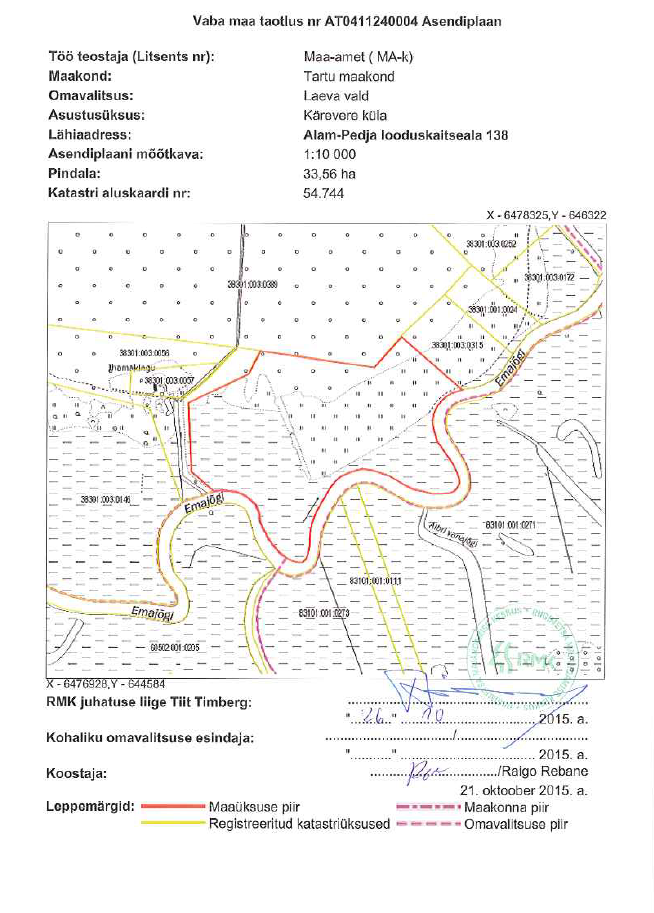 Vaba maa taotlus nr AT0411240004 Asendiplaan
Töö teostaja (Litsents nr): Maa-amet ( MA-k)
Maakond: Tartu maakond
Omavalitsus: Laeva vald
Asustusüksus: Kärevere küla
Lähiaadress: Alam-Pedja looduskaitseala 138
Asendiplaani mõõtkava: 1:10 000
Pindala: 33,56 ha
Katastri aluskaardi nr: 54.744
X - 6478325,Y - 646322
38301:003:0252
38301:003:0172
38301:003:0389
38301:001:0024
38301:003:0315
38301:003:0056
38301:003:0057
Emajõgi
38301:003:0146
Emajõgi
83101:001:0271
83101:001:0111
Emajõgi
83101:001:0273
68502:001:0205
RMK
X - 6476928,Y - 644584
RMK juhatuse liige Tiit Timberg:
" 26 " 10 2015. a.
Kohaliku omavalitsuse esindaja: /
" " 2015. a.
Koostaja: /Raigo Rebane
21. oktoober 2015. a.
Leppemärgid: Maaüksuse piir Maakonna piir
Registreeritud katastriüksused Omavalitsuse piir